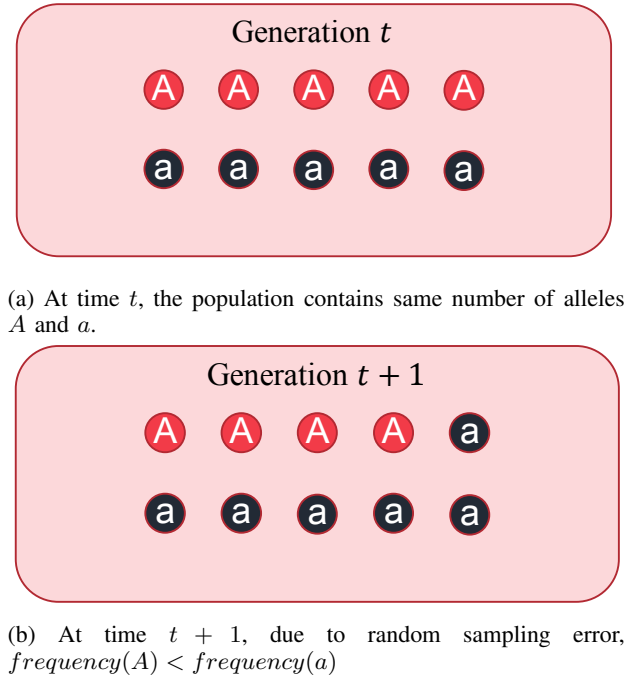 Generation t
A A A A A
a a a a a
(a) At time t, the population contains same number of alleles
A and a.
Generation t + 1
A A A A a
a a a a a
(b) At time t + 1, due to random sampling error,
frequency(A) < frequency(a)